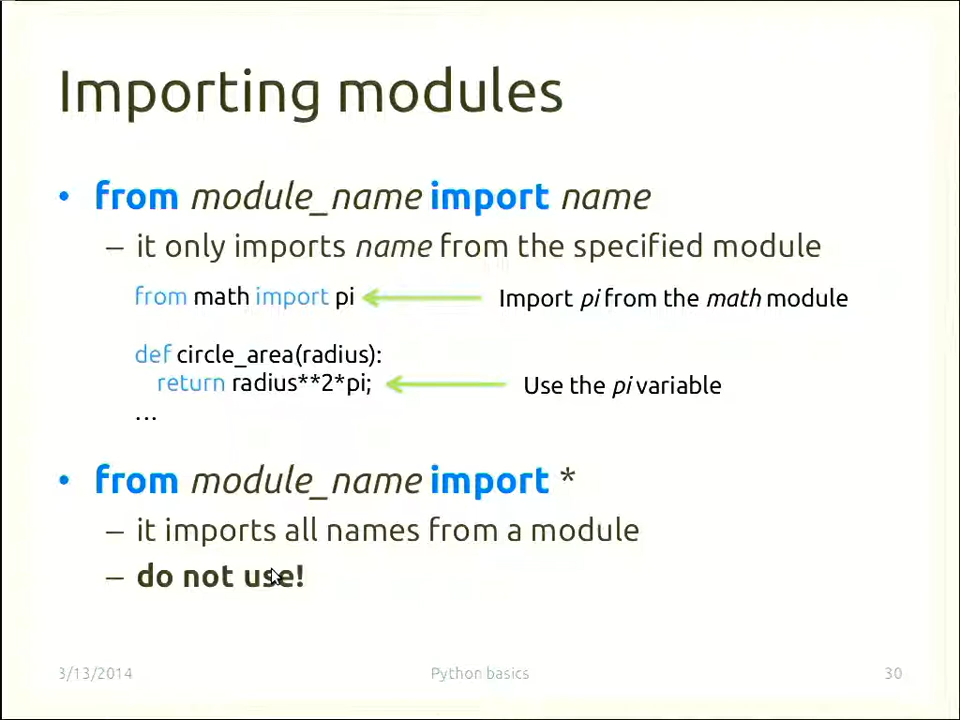 Importing modules
• from module_name import name
– it only imports name from the specified module
from math import pi Import pi from the math module
def circle_area(radius):
return radius**2*pi; Use the pi variable
...
• from module_name import *
– it imports all names from a module
– do not use!
3/13/2014 Python basics 30